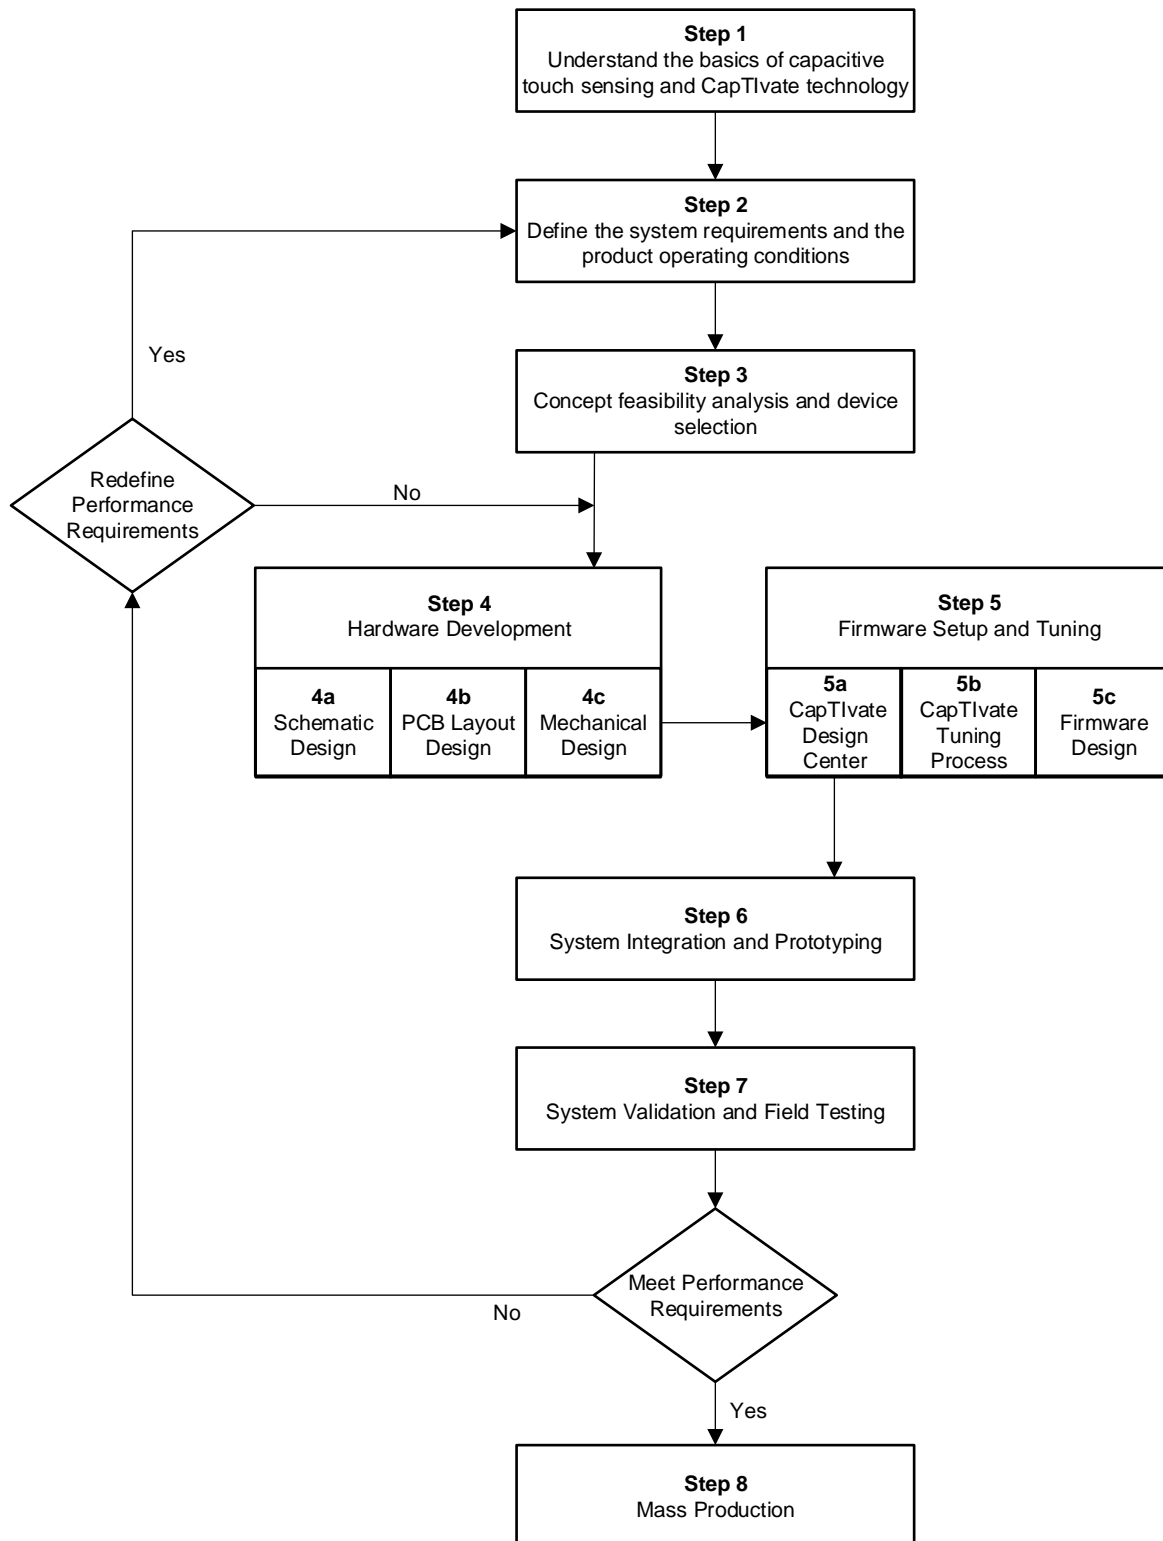 Step 1
Understand the basics of capacitive
touch sensing and CapTIvate technology
Step 2
Define the system requirements and the
product operating conditions
Yes
Step 3
Concept feasibility analysis and device
selection
Redefine
Performance
Requirements
No
Step 4
Hardware Development
4a
Schematic
Design
4b
PCB Layout
Design
4c
Mechanical
Design
Step 5
Firmware Setup and Tuning
5a
CapTIvate
Design
Center
5b
CapTIvate
Tuning
Process
5c
Firmware
Design
Step 6
System Integration and Prototyping
Step 7
System Validation and Field Testing
Meet Performance
Requirements
No
Yes
Step 8
Mass Production